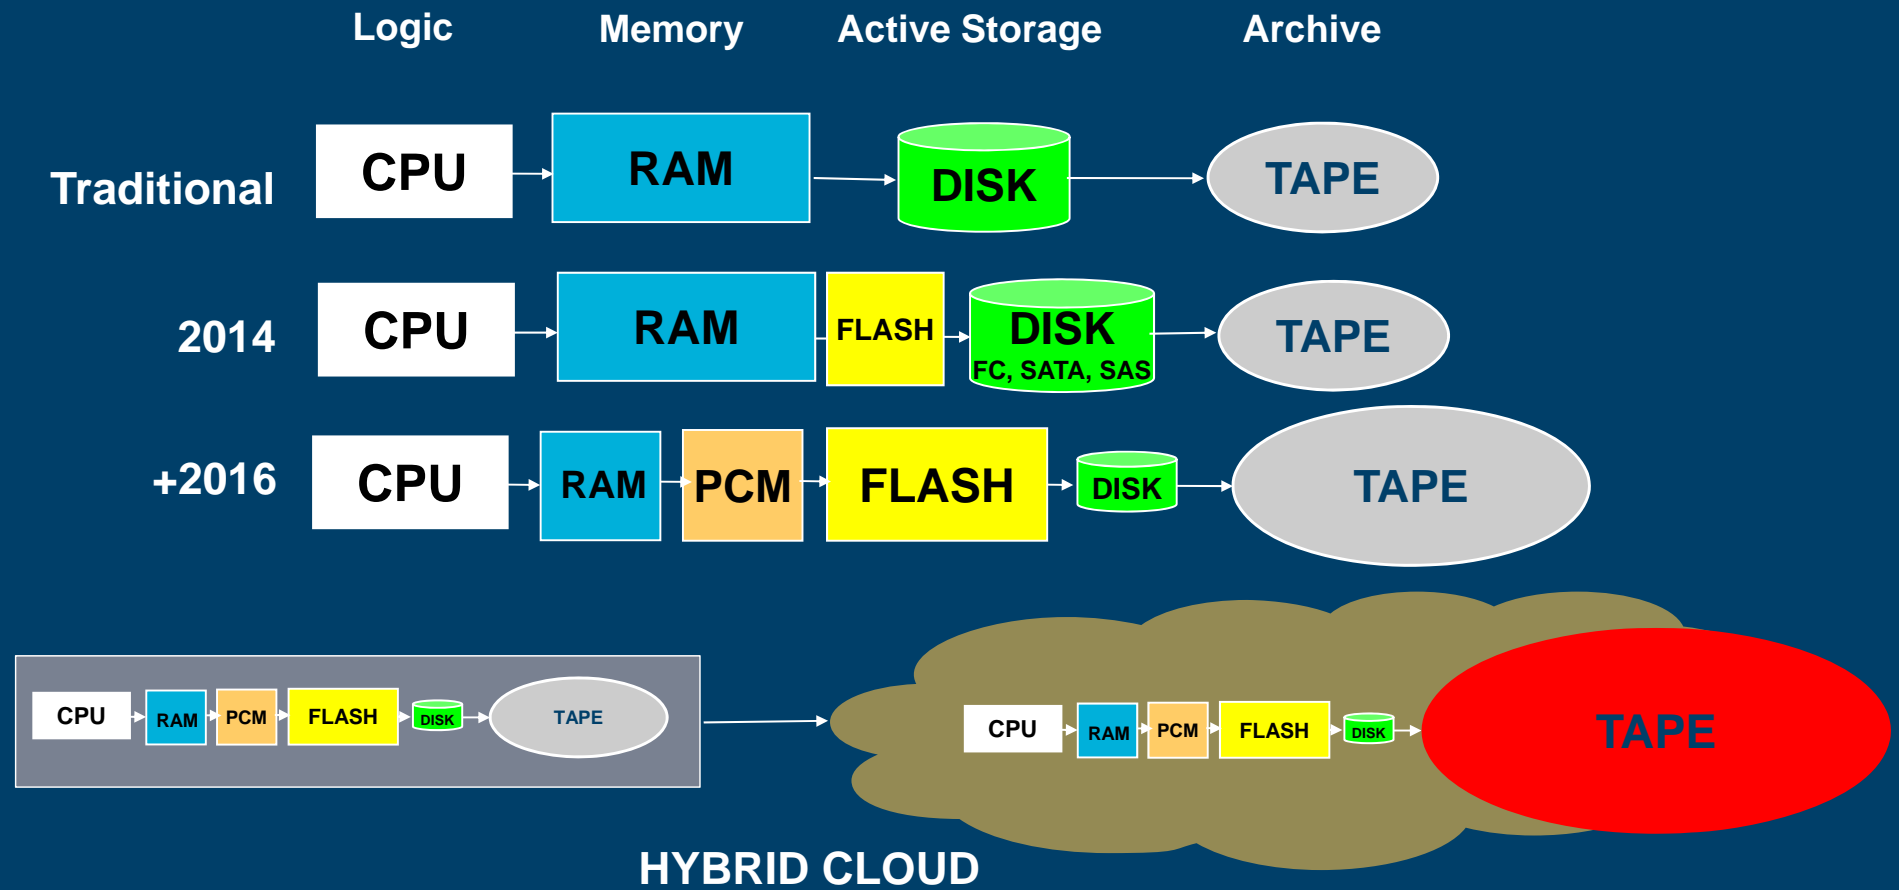 Logic Memory Active Storage Archive
Traditional CPU RAM DISK TAPE
2014 CPU RAM FLASH DISK TAPE
FC, SATA, SAS
+2016 CPU RAM PCM FLASH DISK TAPE
CPU RAM PCM FLASH DISK TAPE
CPU RAM PCM FLASH DISK TAPE
HYBRID CLOUD